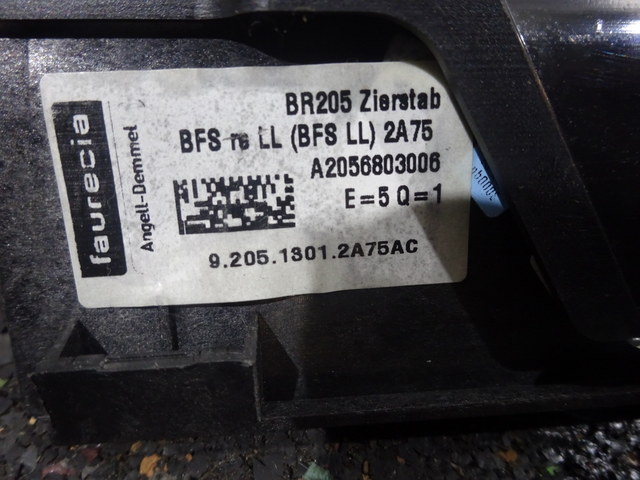 faurecia
Angell-Demmel
BR205 Zierstab
BFS re LL (BFS LL) 2A75
A2056803006
E=5 Q=1
9.205.1301.2A75AC